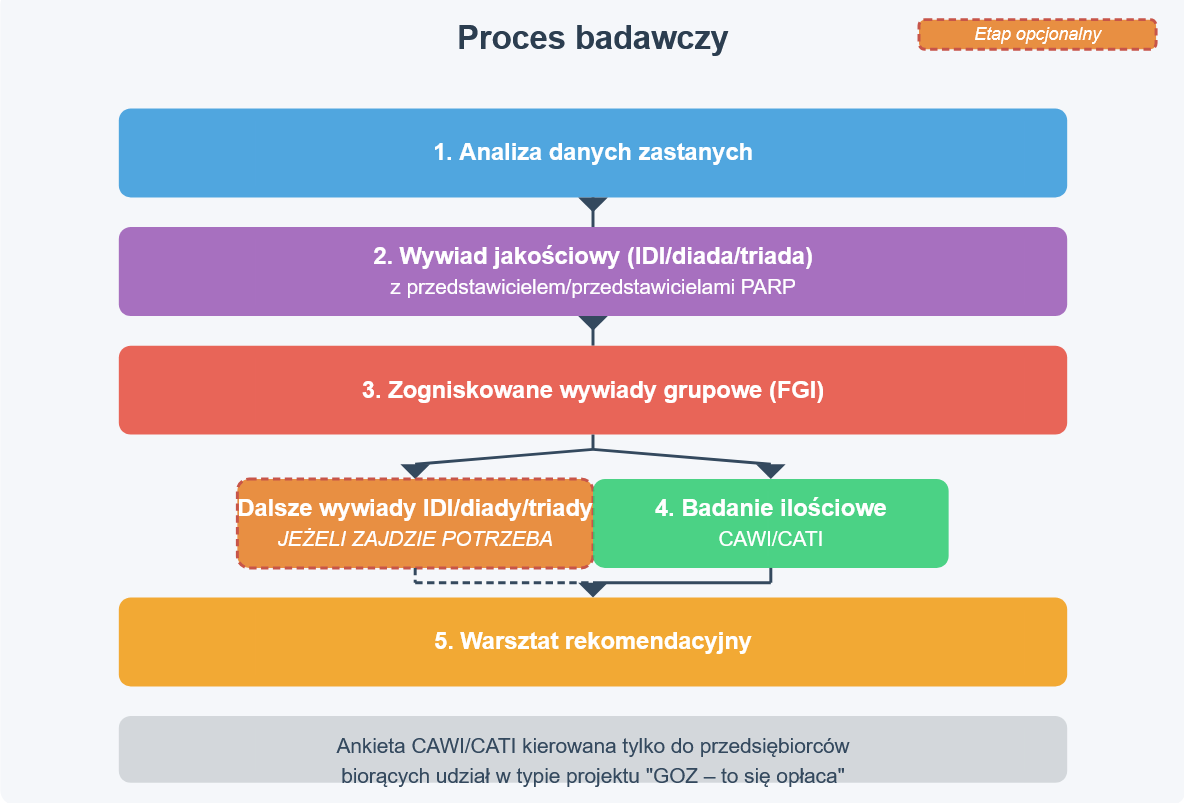 Proces badawczy
Etap opcjonalny
1. Analiza danych zastanych
2. Wywiad jakościowy (IDI/diada/triada)
z przedstawicielem/przedstawicielami PARP
3. Zogniskowane wywiady grupowe (FGI)
Dalsze wywiady IDI/diady/triady
JEŻELI ZAJDZIE POTRZEBA
4. Badanie ilościowe
CAWI/CATI
5. Warsztat rekomendacyjny
Ankieta CAWI/CATI kierowana tylko do przedsiębiorców
biorących udział w typie projektu "GOZ – to się opłaca"